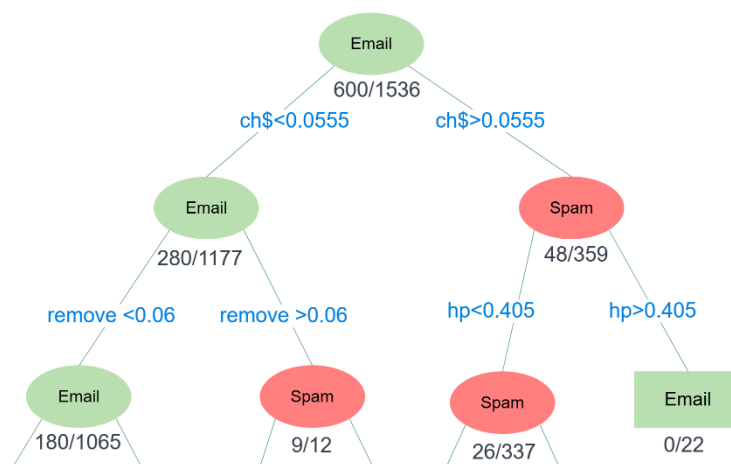 Email
600/1536
ch$<0.0555
ch$>0.0555
Email
280/1177
Spam
48/359
remove <0.06
remove >0.06
hp<0.405
hp>0.405
Email
180/1065
Spam
9/12
Spam
26/337
Email
0/22